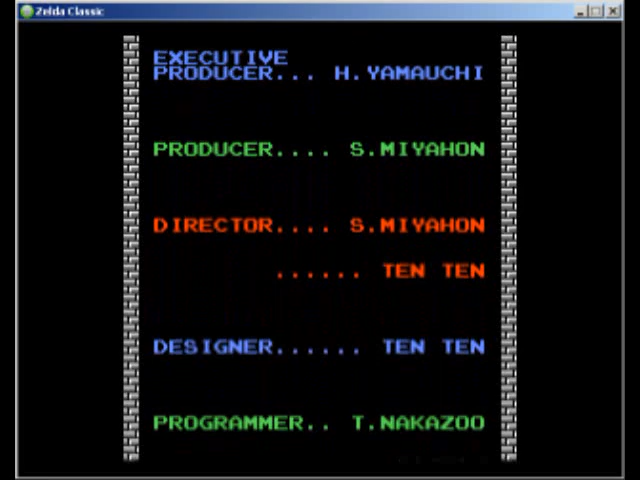 Zelda Classic
EXECUTIVE
PRODUCER... H.YAMAUCHI
PRODUCER.... S.MIYAHON
DIRECTOR.... S.MIYAHON
...... TEN TEN
DESIGNER...... TEN TEN
PROGRAMMER.. T.NAKAZOO